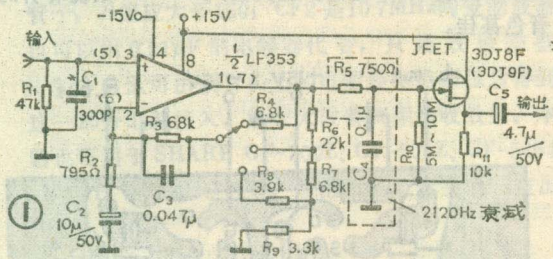 -15V +15V
输入 (5) 3 4 8 1/2 LF353 JFET 3DJ8F
(3DJ9F)
+ 1(7) R5 750Ω C5 输出
R1
47k
* C1
300P
(6)
2
-
R3 68k
R4
6.8k
R6
22k
0.1μ
C4
R10
5M~10M
R11
10k
4.7μ
/50V
R2
795Ω
C3
0.047μ
R8
3.9k
R7
6.8k
C2
10μ
/50V
R9 3.3k
2120Hz 衰减
①